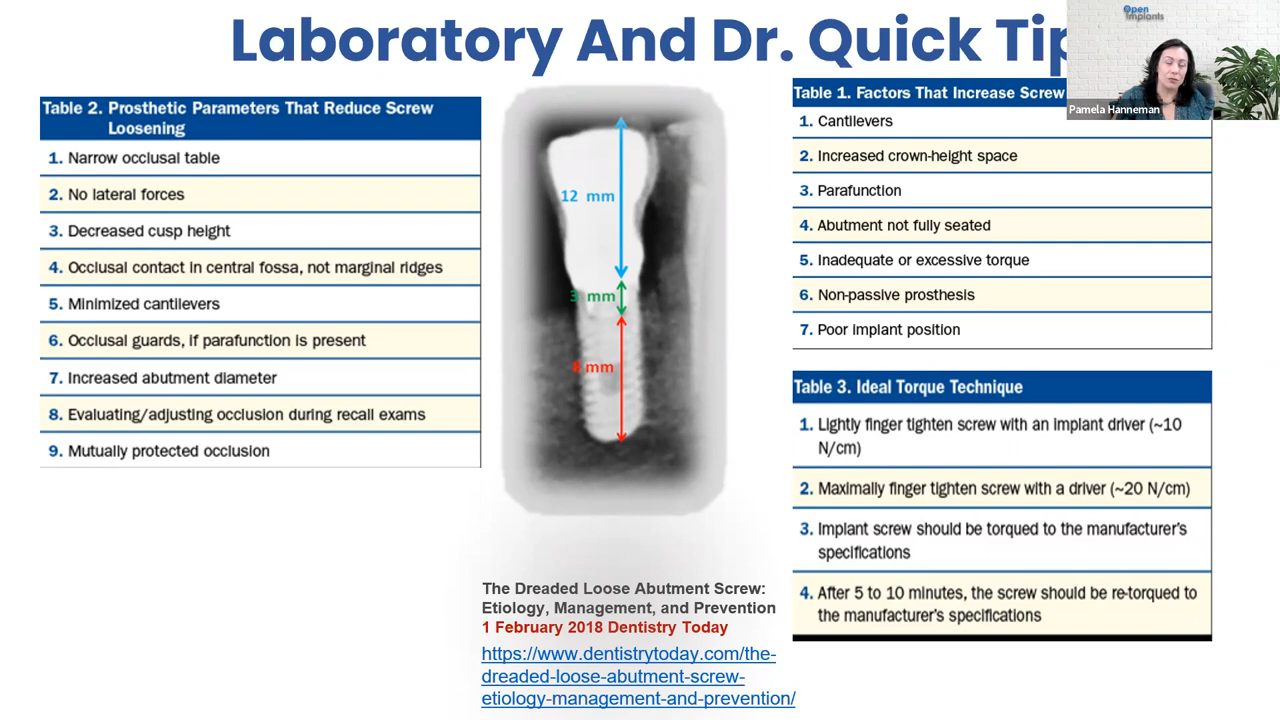 Laboratory And Dr. Quick
Open
Implants
Pamela Hanneman
Table 2. Prosthetic Parameters That Reduce Screw
Loosening
1. Narrow occlusal table
2. No lateral forces
3. Decreased cusp height
4. Occlusal contact in central fossa, not marginal ridges
5. Minimized cantilevers
6. Occlusal guards, if parafunction is present
7. Increased abutment diameter
8. Evaluating/adjusting occlusion during recall exams
9. Mutually protected occlusion
12 mm
3 mm
mm
The Dreaded Loose Abutment Screw:
Etiology, Management, and Prevention
1 February 2018 Dentistry Today
https://www.dentistrytoday.com/the-
dreaded-loose-abutment-screw-
etiology-management-and-prevention/
Table 1. Factors That Increase Screw
1. Cantilevers
2. Increased crown-height space
3. Parafunction
4. Abutment not fully seated
5. Inadequate or excessive torque
6. Non-passive prosthesis
7. Poor implant position
Table 3. Ideal Torque Technique
1. Lightly finger tighten screw with an implant driver (~10
N/cm)
2. Maximally finger tighten screw with a driver (~20 N/cm)
3. Implant screw should be torqued to the manufacturer's
specifications
4. After 5 to 10 minutes, the screw should be re-torqued to
the manufacturer's specifications